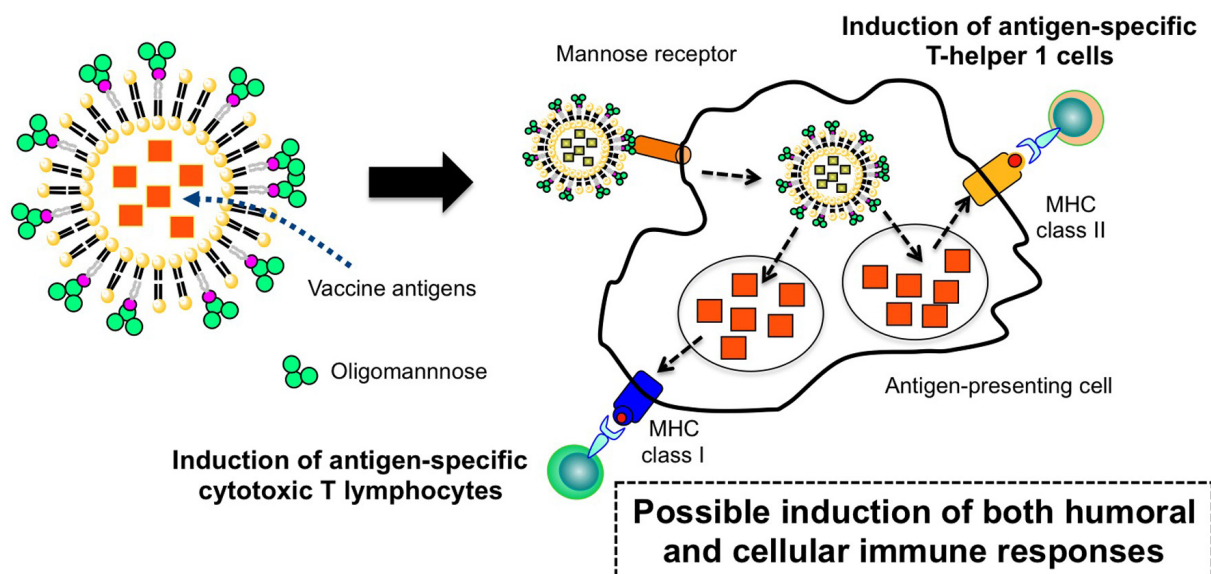 Induction of antigen-specific
T-helper 1 cells
Mannose receptor
MHC
class II
Vaccine antigens
Oligomannnose
Antigen-presenting cell
MHC
class I
Induction of antigen-specific
cytotoxic T lymphocytes
Possible induction of both humoral
and cellular immune responses